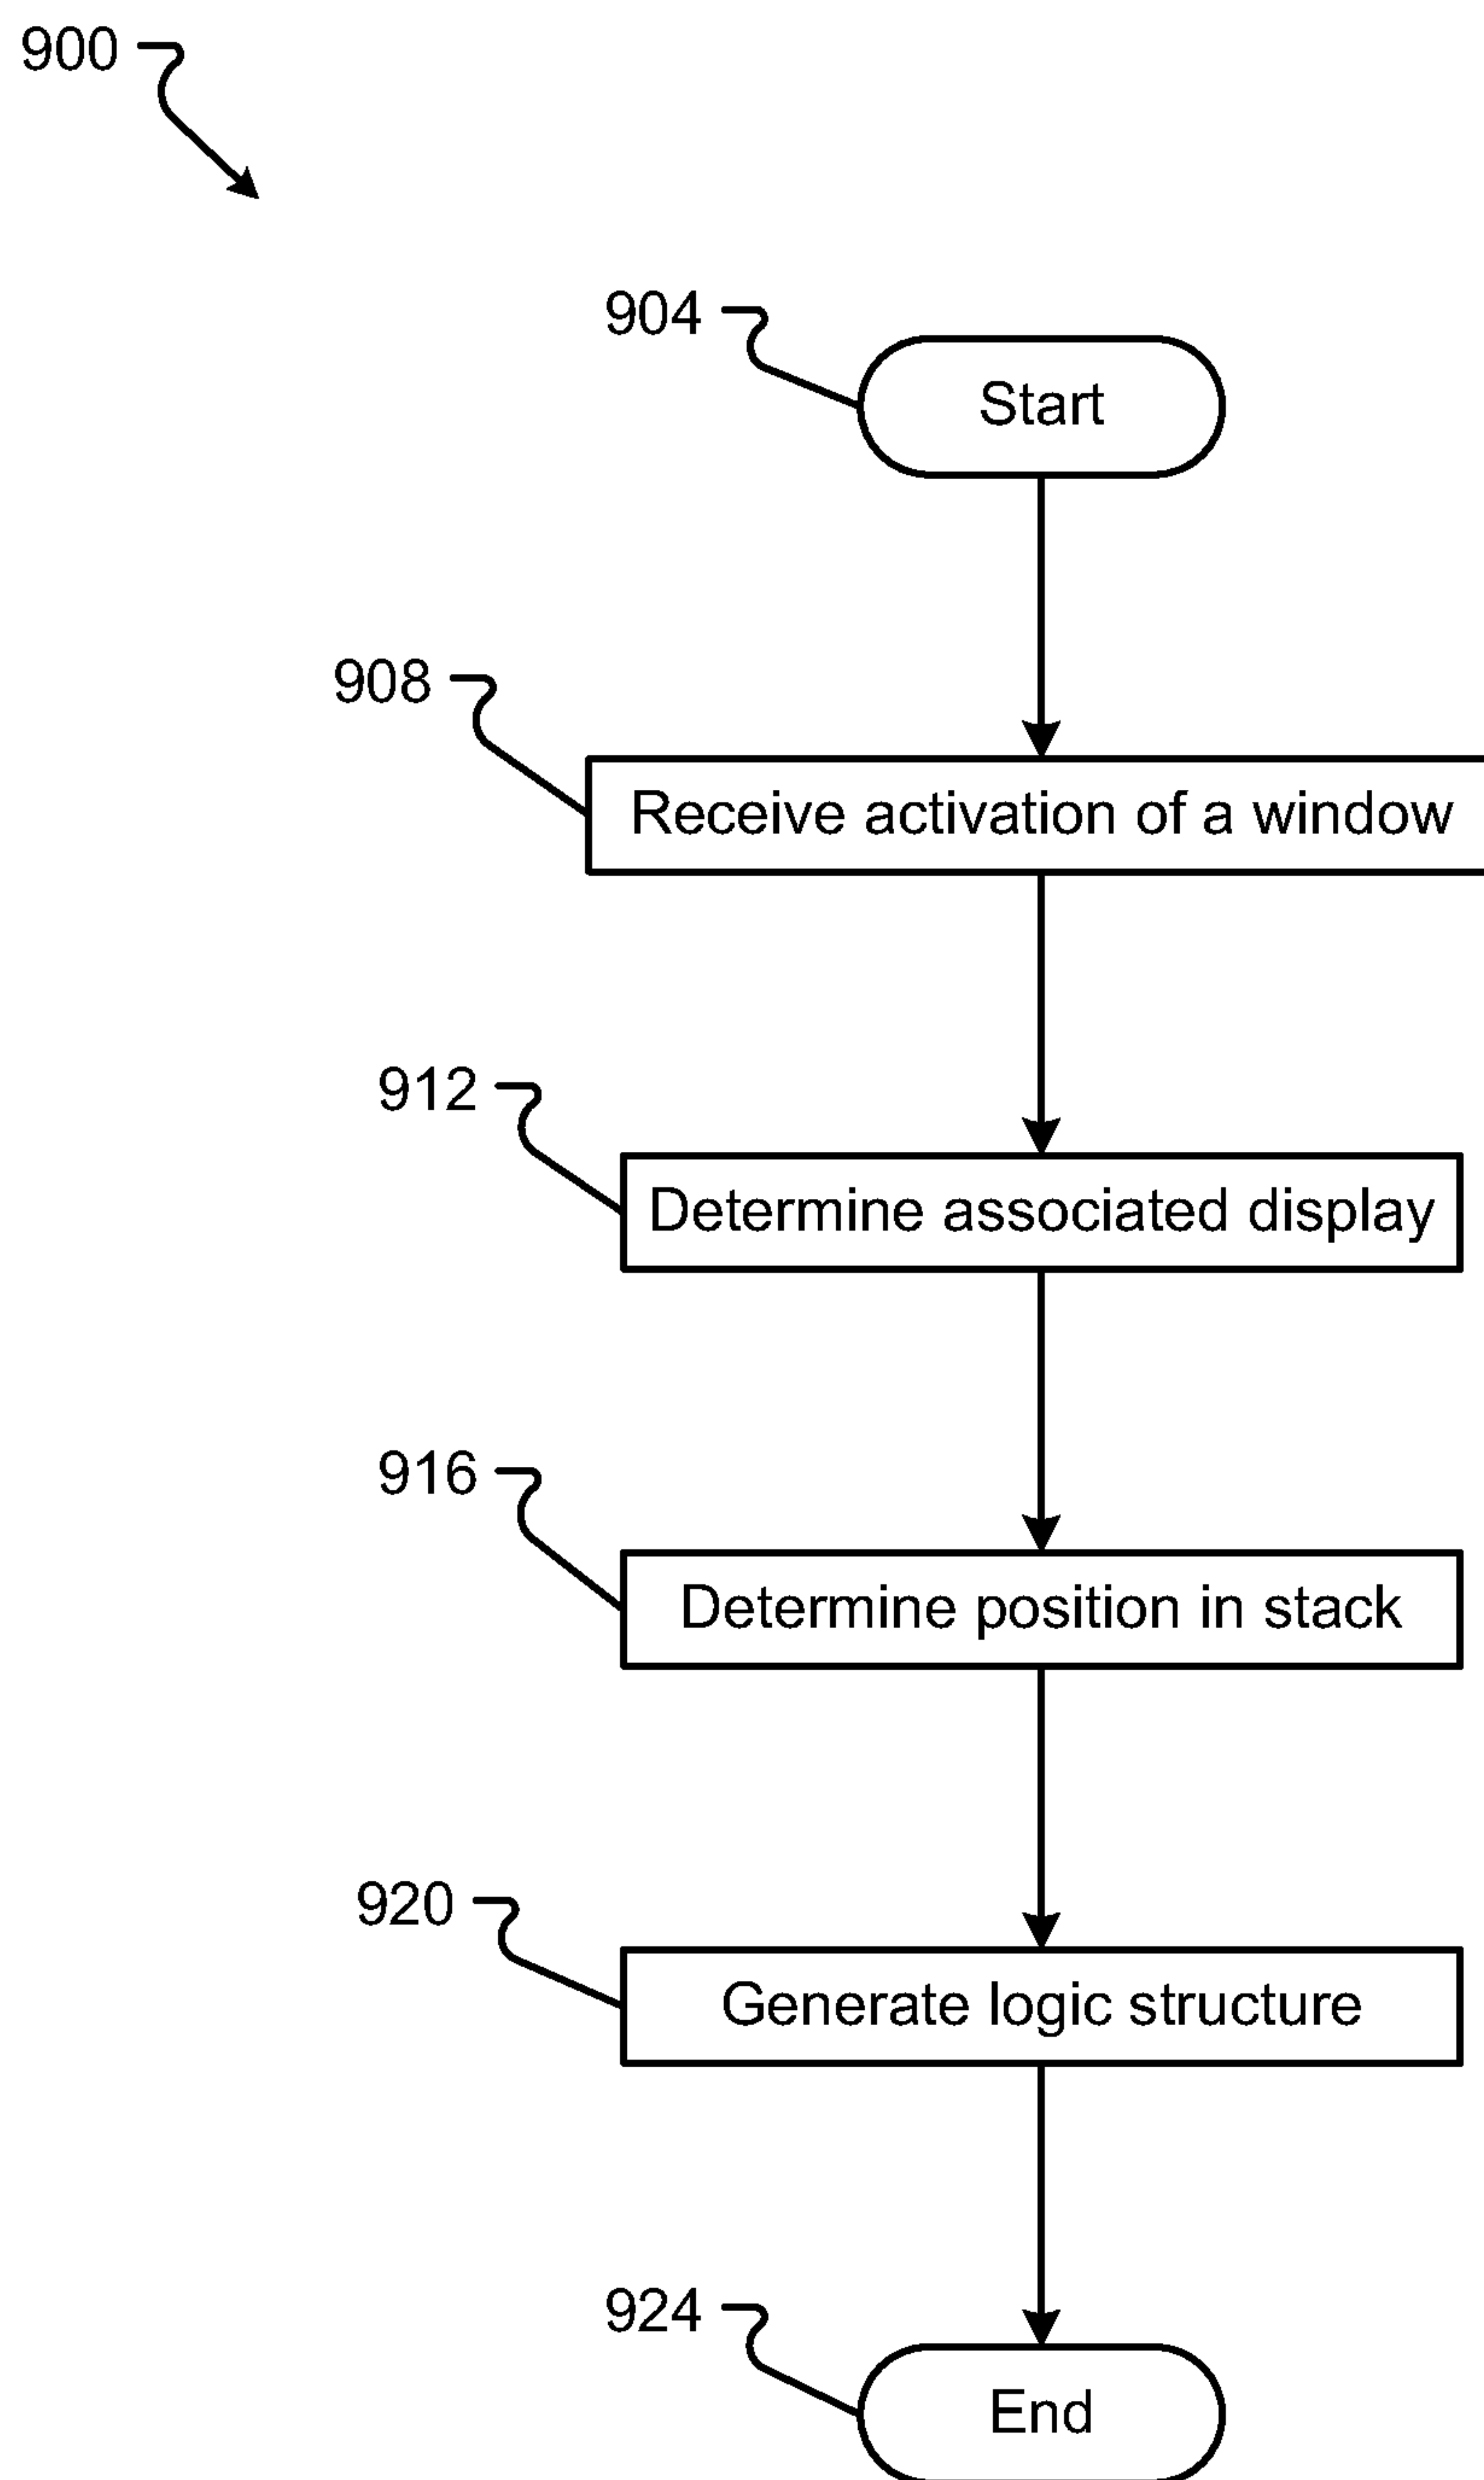 900
904
Start
908
Receive activation of a window
912
Determine associated display
916
Determine position in stack
920
Generate logic structure
924
End